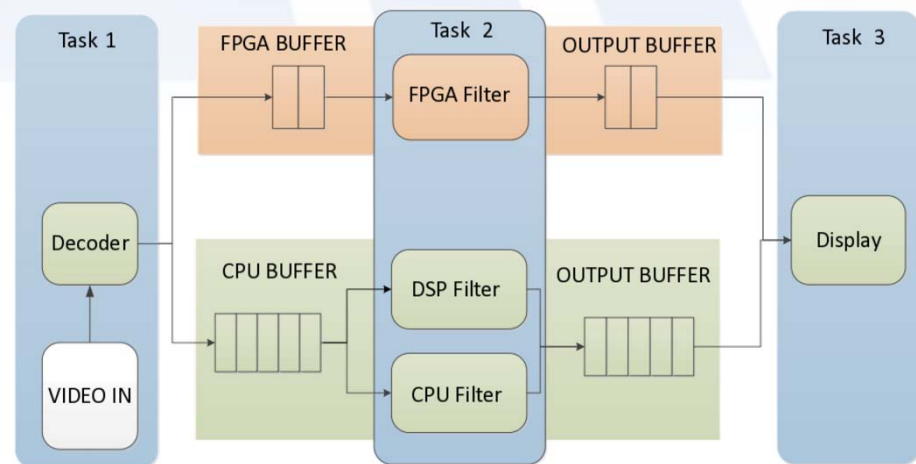 Task 1
FPGA BUFFER
Task 2
OUTPUT BUFFER
Task 3
FPGA Filter
Decoder
Display
CPU BUFFER
DSP Filter
OUTPUT BUFFER
VIDEO IN
CPU Filter